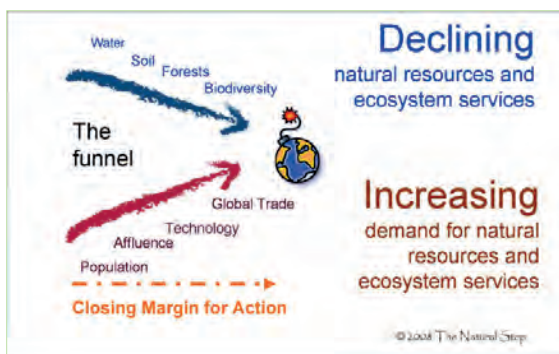 Water
Soil
Forests
Biodiversity
The
funnel
Global Trade
Technology
Affluence
Population
Closing Margin for Action
Declining
natural resources and
ecosystem services
Increasing
demand for natural
resources and
ecosystem services
© 2008 The Natural Step